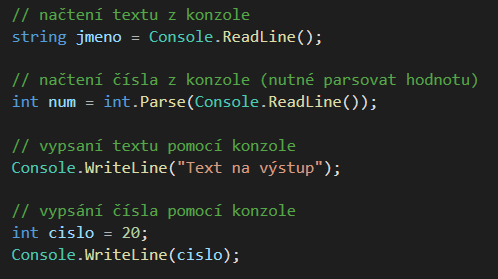 // načtení textu z konzole
string jmeno = Console.ReadLine();
// načtení čísla z konzole (nutné parsovat hodnotu)
int num = int.Parse(Console.ReadLine());
// vypsaní textu pomocí konzole
Console.WriteLine("Text na výstup");
// vypsání čísla pomocí konzole
int cislo = 20;
Console.WriteLine(cislo);